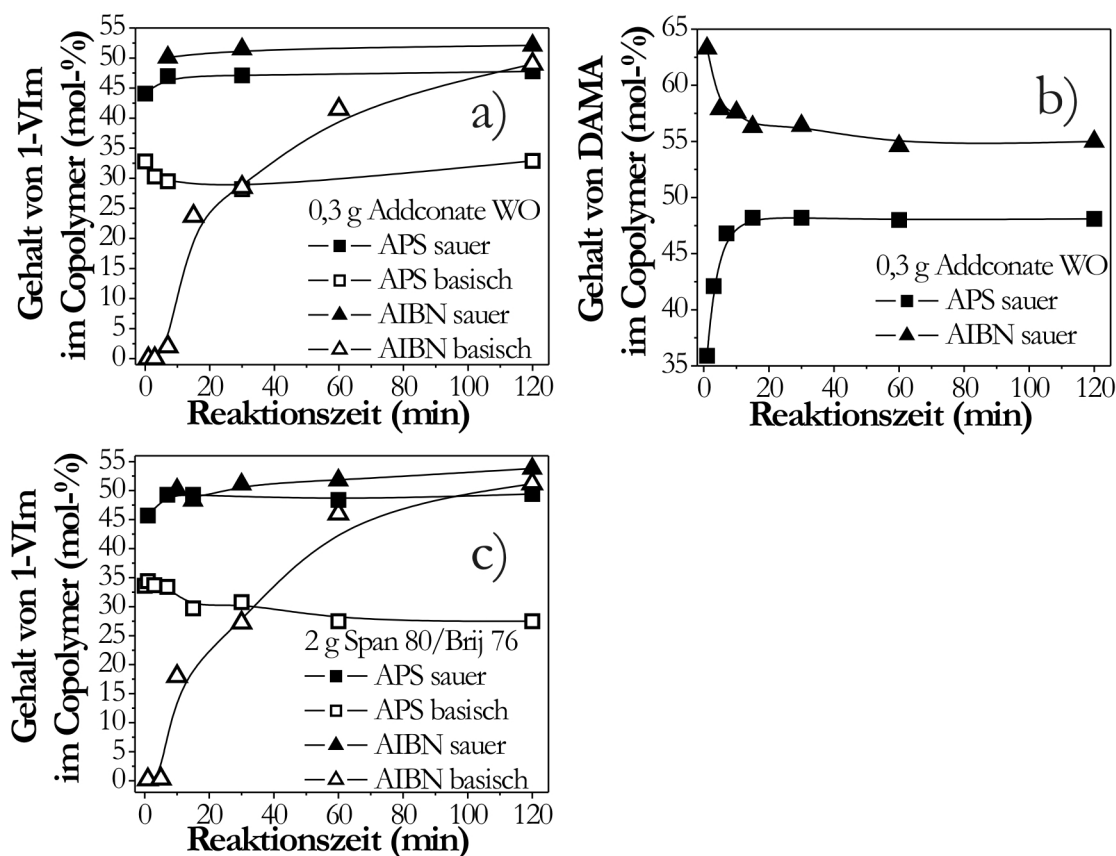 Gehalt von 1-VIm
im Copolymer (mol-%)
55
50
45
40
35
30
25
20
15
10
5
0
a)
0,3 g Addconate WO
APS sauer
APS basisch
AIBN sauer
AIBN basisch
0 20 40 60 80 100 120
Reaktionszeit (min)
Gehalt von DAMA
im Copolymer (mol-%)
65
60
55
50
45
40
35
b)
0,3 g Addconate WO
APS sauer
AIBN sauer
0 20 40 60 80 100 120
Reaktionszeit (min)
Gehalt von 1-VIm
im Copolymer (mol-%)
55
50
45
40
35
30
25
20
15
10
5
0
c)
2 g Span 80/Brij 76
APS sauer
APS basisch
AIBN sauer
AIBN basisch
0 20 40 60 80 100 120
Reaktionszeit (min)